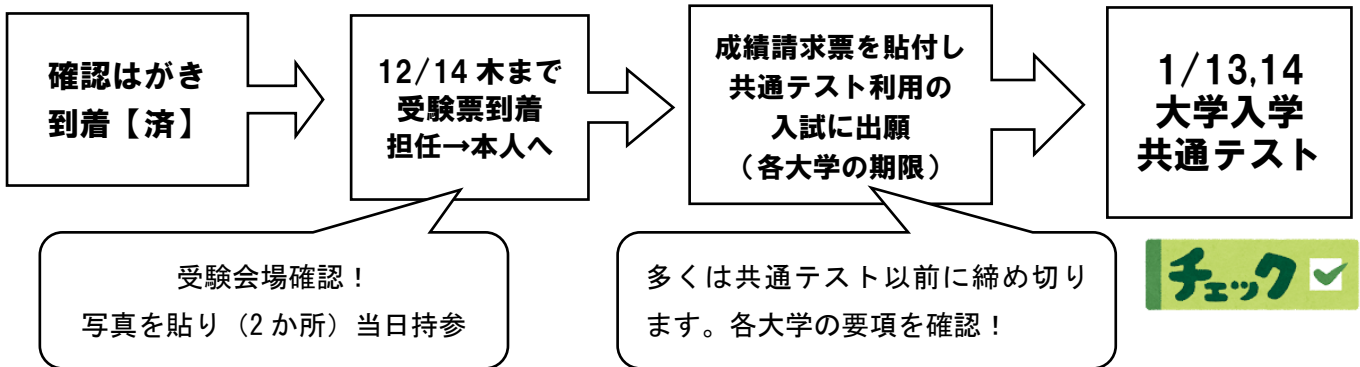 確認はがき
到着【済】
12/14 木まで
受験票到着
担任→本人へ
成績請求票を貼付し
共通テスト利用の
入試に出願
（各大学の期限）
1/13,14
大学入学
共通テスト
受験会場確認！
写真を貼り（2 か所）当日持参
多くは共通テスト以前に締め切り
ます。各大学の要項を確認！
チェック